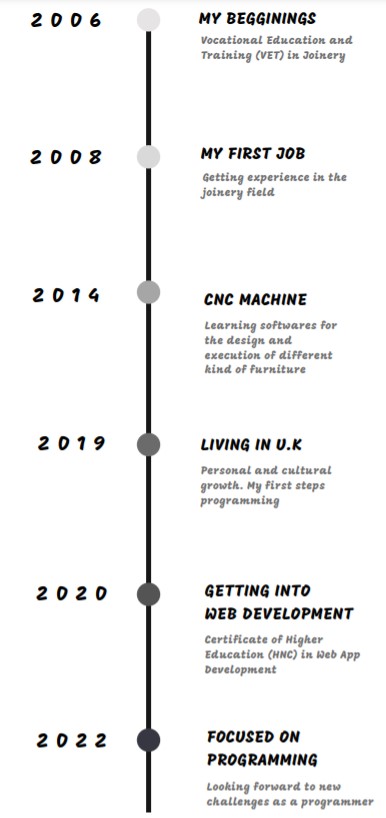 2006
MY BEGGININGS
Vocational Education and
Training (VET) in Joinery
2008
MY FIRST JOB
Getting experience in the
joinery field
2014
CNC MACHINE
Learning softwares for
the design and
execution of different
kind of furniture
2019
LIVING IN U.K
Personal and cultural
growth. My first steps
programming
2020
GETTING INTO
WEB DEVELOPMENT
Certificate of Higher
Education (HNC) in Web App
Development
2022
FOCUSED ON
PROGRAMMING
Looking forward to new
challenges as a programmer